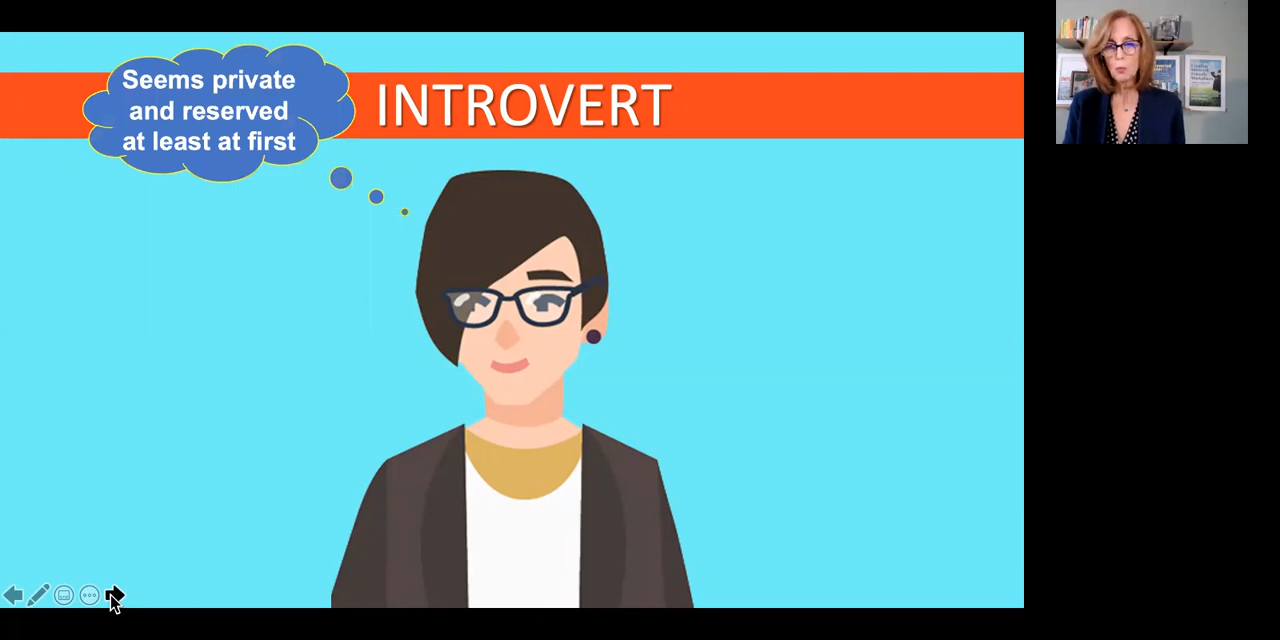 Seems private
and reserved
at least at first
INTROVERT